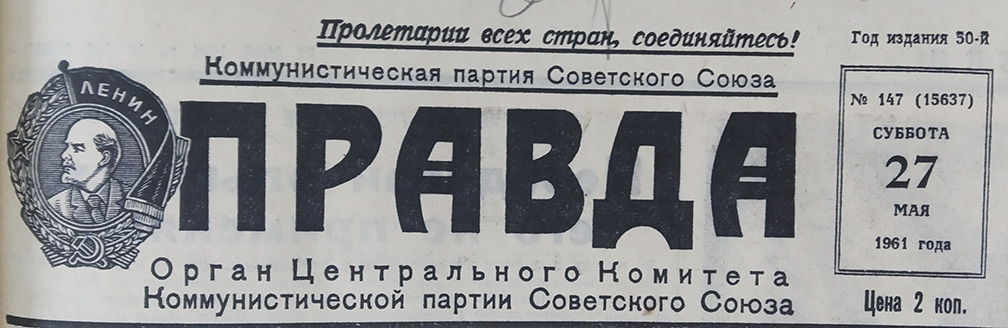 Пролетарии всех стран, соединяйтесь!
Коммунистическая партия Советского Союза
ЛЕНИН
ПРАВДА
Орган Центрального Комитета
Коммунистической партии Советского Союза
Год издания 50-й
№ 147 (15637)
СУББОТА
27
МАЯ
1961 года
Цена 2 коп.